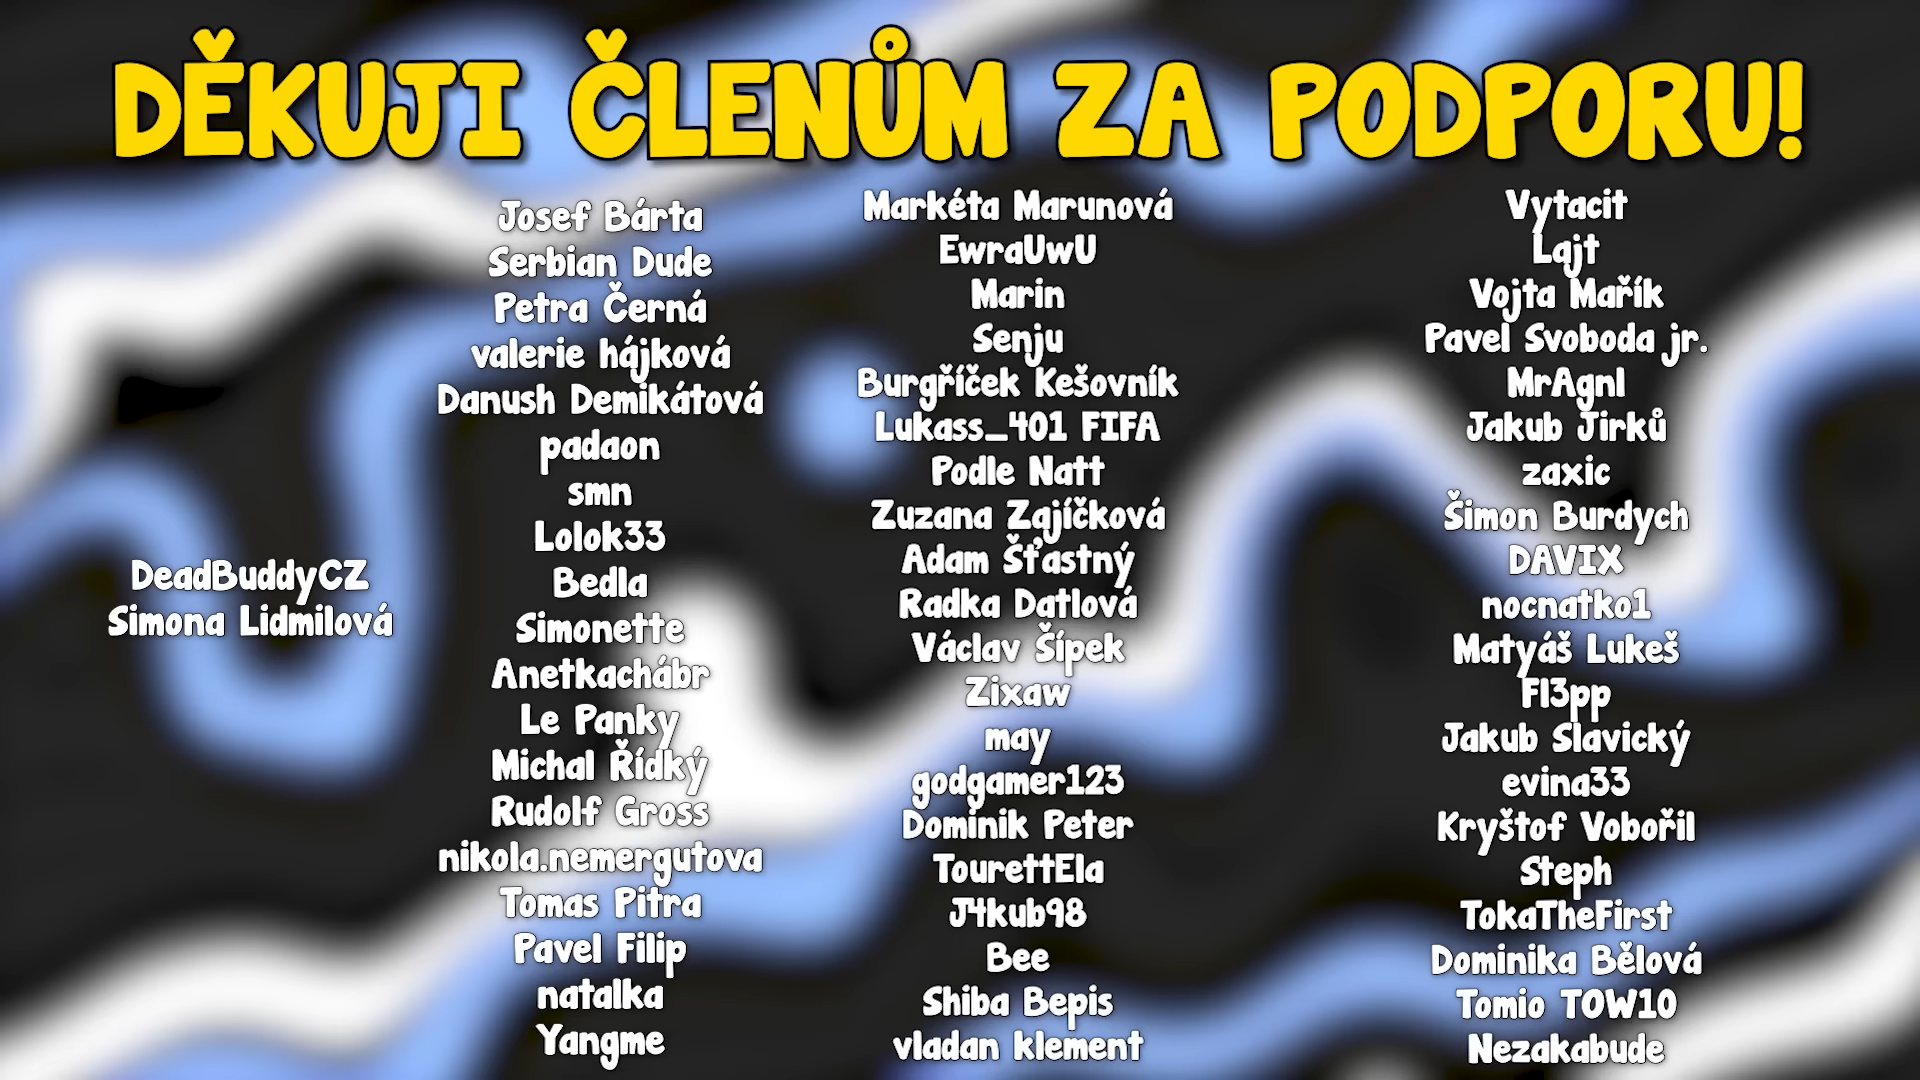 DĚKUJI ČLENŮM ZA PODPORU!
DeadBuddyCZ
Simona Lidmilová
Josef Bárta
Serbian Dude
Petra Černá
valerie hájková
Danush Demikátová
padaon
smn
Lolok33
Bedla
Simonette
Anetkachábr
Le Panky
Michal Řídký
Rudolf Gross
nikola.nemergutova
Tomas Pitra
Pavel Filip
natalka
Yangme
Markéta Marunová
EwraUwU
Marin
Senju
Burgříček Kešovník
Lukass_401 FIFA
Podle Natt
Zuzana Zajíčková
Adam Šťastný
Radka Datlová
Václav Šípek
Zixaw
may
godgamer123
Dominik Peter
TourettEla
J4kub98
Bee
Shiba Bepis
vladan klement
Vytacit
Lajt
Vojta Mařík
Pavel Svoboda jr.
MrAgnl
Jakub Jirků
zaxic
Šimon Burdych
DAVIX
nocnatko1
Matyáš Lukeš
Fl3pp
Jakub Slavický
evina33
Kryštof Vobořil
Steph
TokaTheFirst
Dominika Bělová
Tomio TOW10
Nezakabude